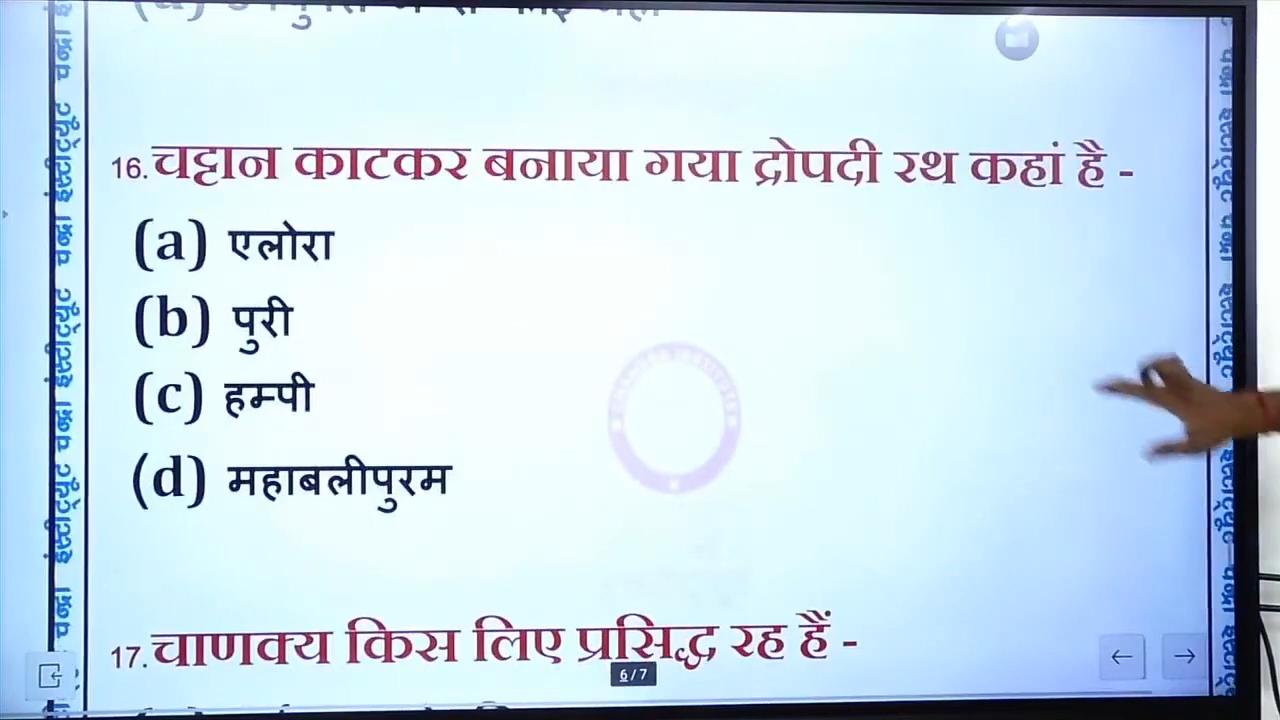 16. चट्टान काटकर बनाया गया द्रोपदी रथ कहां है -
(a) एलोरा
(b) पुरी
(c) हम्पी
(d) महाबलीपुरम
17. चाणक्य किस लिए प्रसिद्ध रह हैं -
6/7